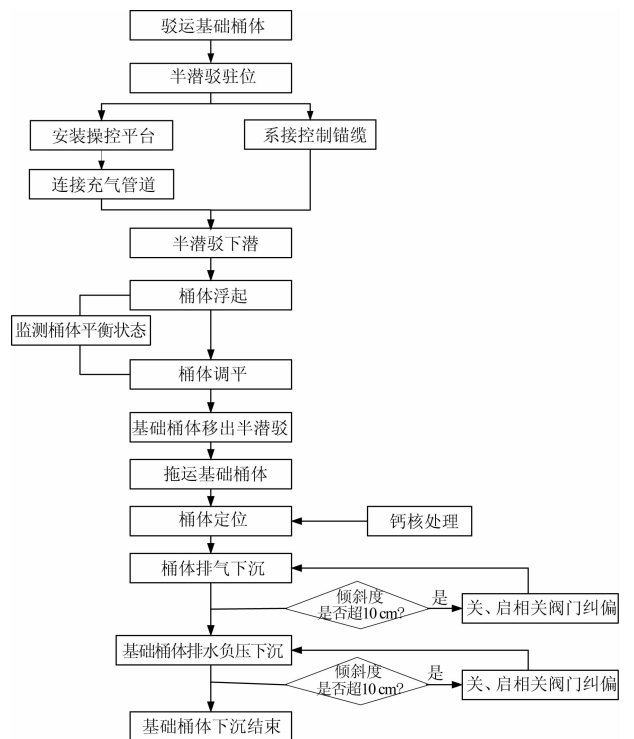 驳运基础桶体
半潜驳驻位
安装操控平台
系接控制锚缆
连接充气管道
半潜驳下潜
桶体浮起
监测桶体平衡状态
桶体调平
基础桶体移出半潜驳
拖运基础桶体
桶体定位
钙核处理
桶体排气下沉
倾斜度
是否超10 cm?
是
关、启相关阀门纠偏
基础桶体排水负压下沉
倾斜度
是否超10 cm?
是
关、启相关阀门纠偏
基础桶体下沉结束